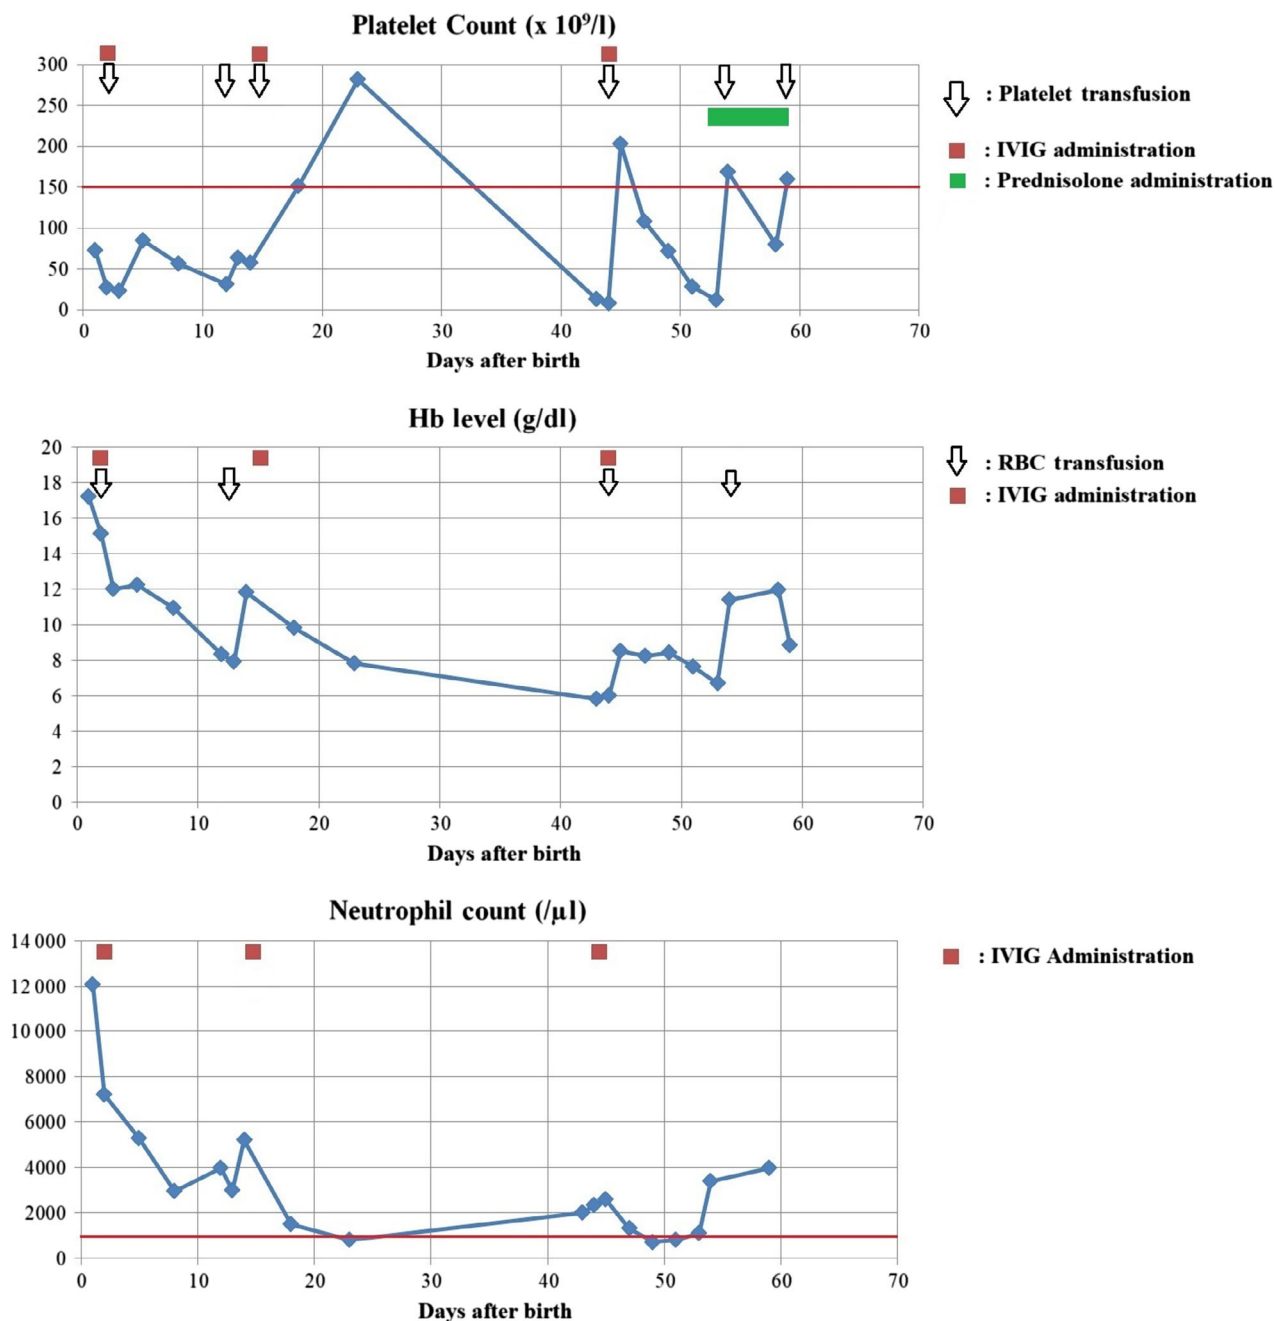 Platelet Count (x 10⁹/l)
300
250
200
150
100
50
0
0 10 20 30 40 50 60 70
Days after birth
: Platelet transfusion
: IVIG administration
: Prednisolone administration
Hb level (g/dl)
20
18
16
14
12
10
8
6
4
2
0
0 10 20 30 40 50 60 70
Days after birth
: RBC transfusion
: IVIG administration
Neutrophil count (/µl)
14 000
12 000
10 000
8000
6000
4000
2000
0
0 10 20 30 40 50 60 70
Days after birth
: IVIG Administration